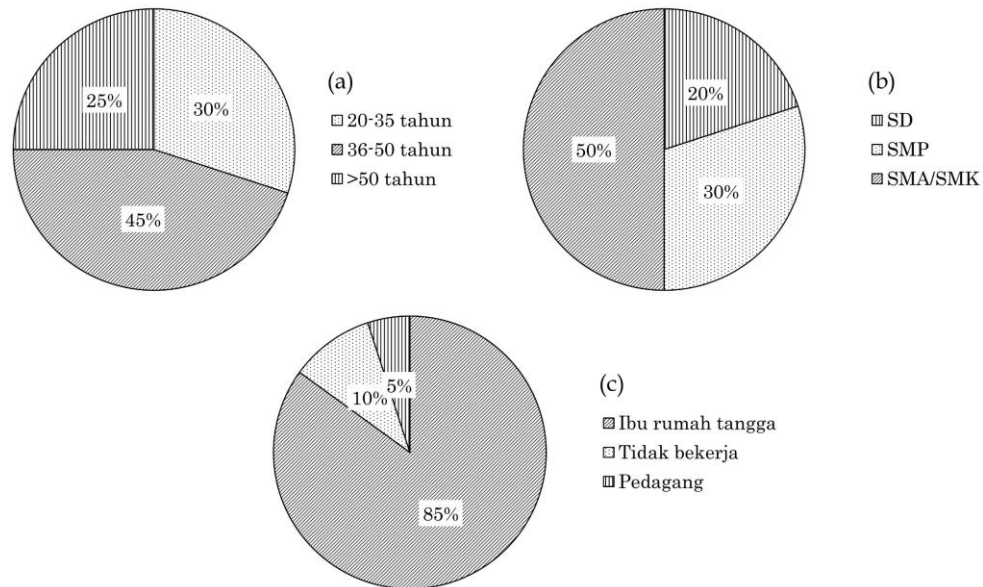 (a)
25%
30%
45%
20-35 tahun
36-50 tahun
>50 tahun
(b)
20%
50%
30%
SD
SMP
SMA/SMK
(c)
5%
10%
85%
Ibu rumah tangga
Tidak bekerja
Pedagang